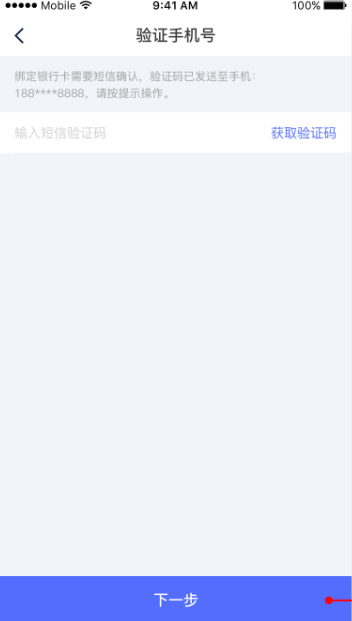 Mobile 9:41 AM 100%
验证手机号
绑定银行卡需要短信确认，验证码已发送至手机：
188****8888，请按提示操作。
输入短信验证码 获取验证码
下一步